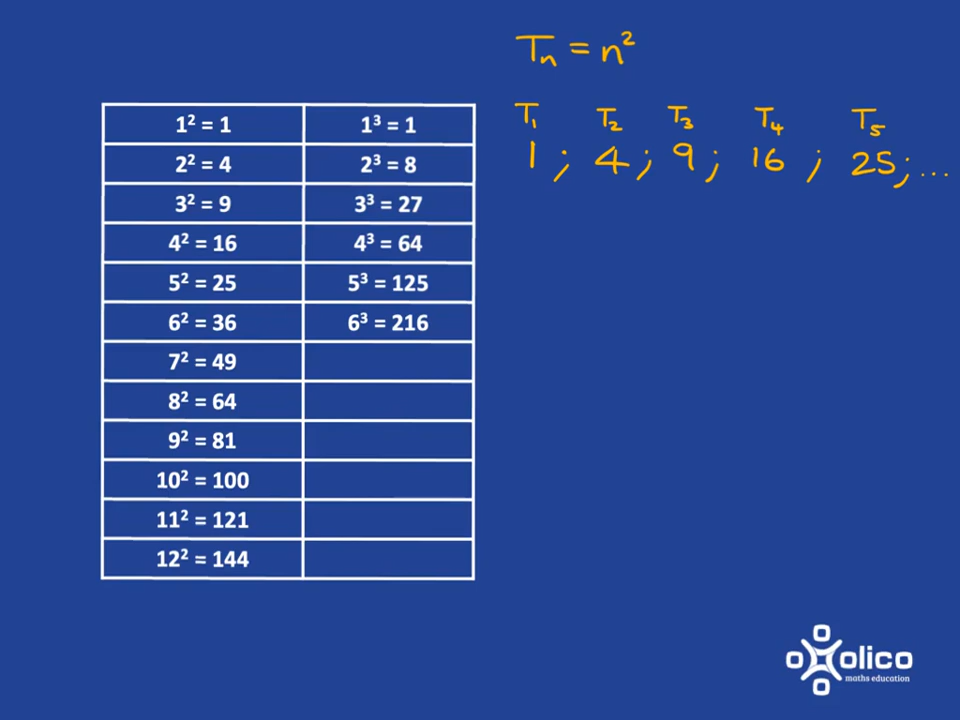 Tₙ = n²
T₁ T₂ T₃ T₄ T₅
1 ; 4 ; 9 ; 16 ; 25 ; ...
1² = 1 1³ = 1
2² = 4 2³ = 8
3² = 9 3³ = 27
4² = 16 4³ = 64
5² = 25 5³ = 125
6² = 36 6³ = 216
7² = 49
8² = 64
9² = 81
10² = 100
11² = 121
12² = 144
olico
maths education